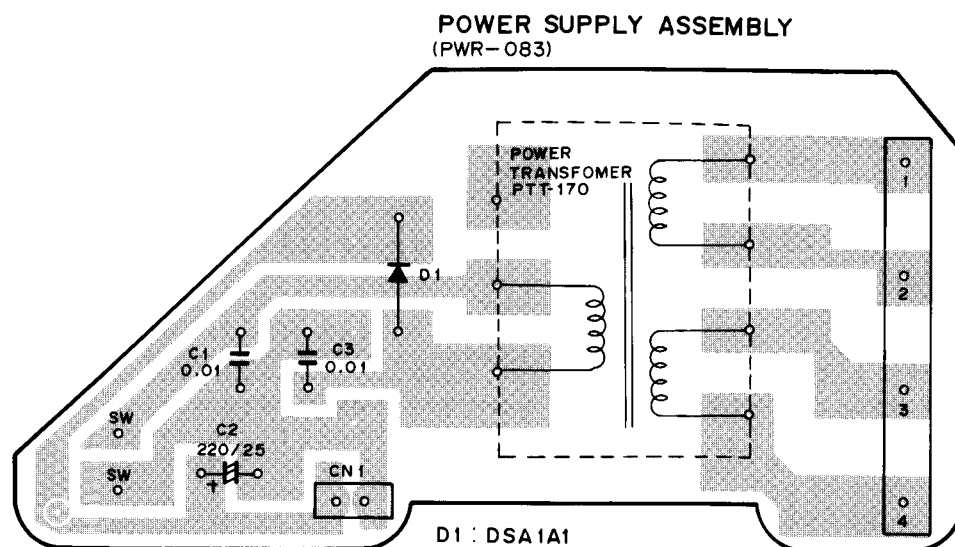 POWER SUPPLY ASSEMBLY
(PWR-083)
POWER
TRANSFOMER
PTT-170
1
D1
2
C1
0.01
C3
0.01
3
SW
C2
220/25
+
SW
CN1
4
D1 : DSA1A1